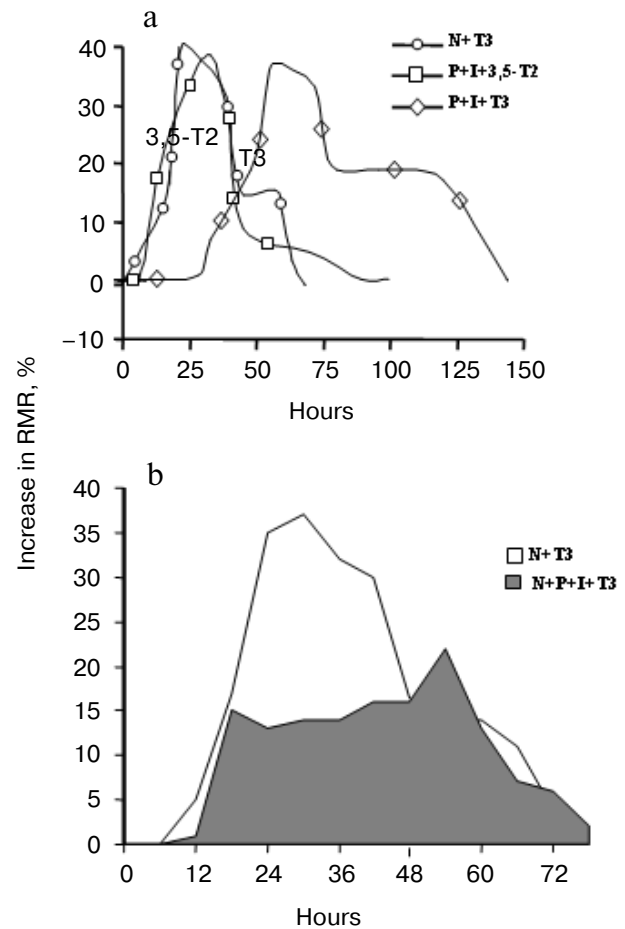 a
40
30
20
10
0
−10
3,5-T2
T3
N+T3
P+I+3,5-T2
P+I+T3
0 25 50 75 100 125 150
Hours
Increase in RMR, %
b
40
35
30
25
20
15
10
5
0
N+T3
N+P+I+T3
0 12 24 36 48 60 72
Hours